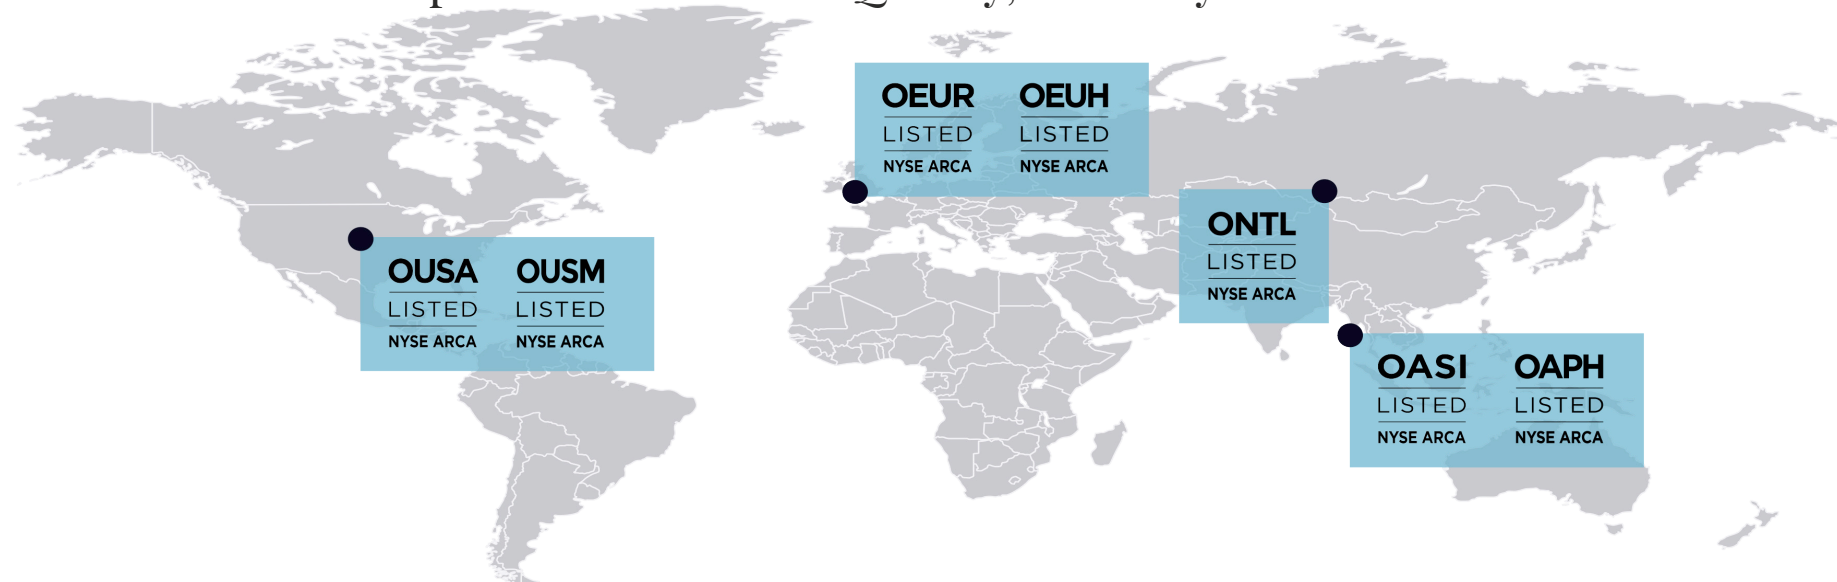 OEUR OEUH
LISTED LISTED
NYSE ARCA NYSE ARCA
ONTL
LISTED
NYSE ARCA
OUSA OUSM
LISTED LISTED
NYSE ARCA NYSE ARCA
OASI OAPH
LISTED LISTED
NYSE ARCA NYSE ARCA